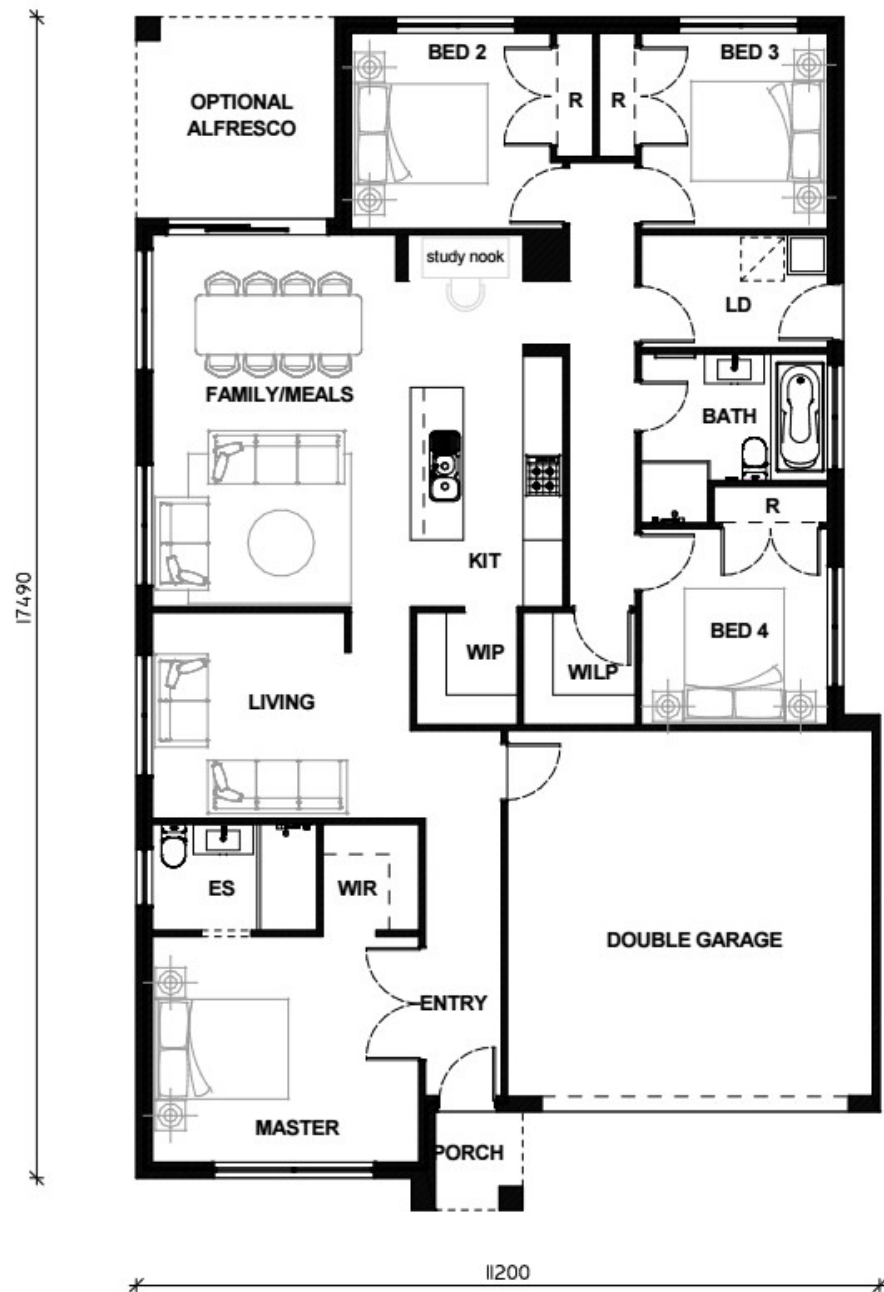 BED 2
BED 3
OPTIONAL
ALFRESCO
R
R
study nook
LD
FAMILY/MEALS
BATH
R
KIT
17490
BED 4
WIP
WILP
LIVING
ES
WIR
DOUBLE GARAGE
ENTRY
MASTER
PORCH
11200